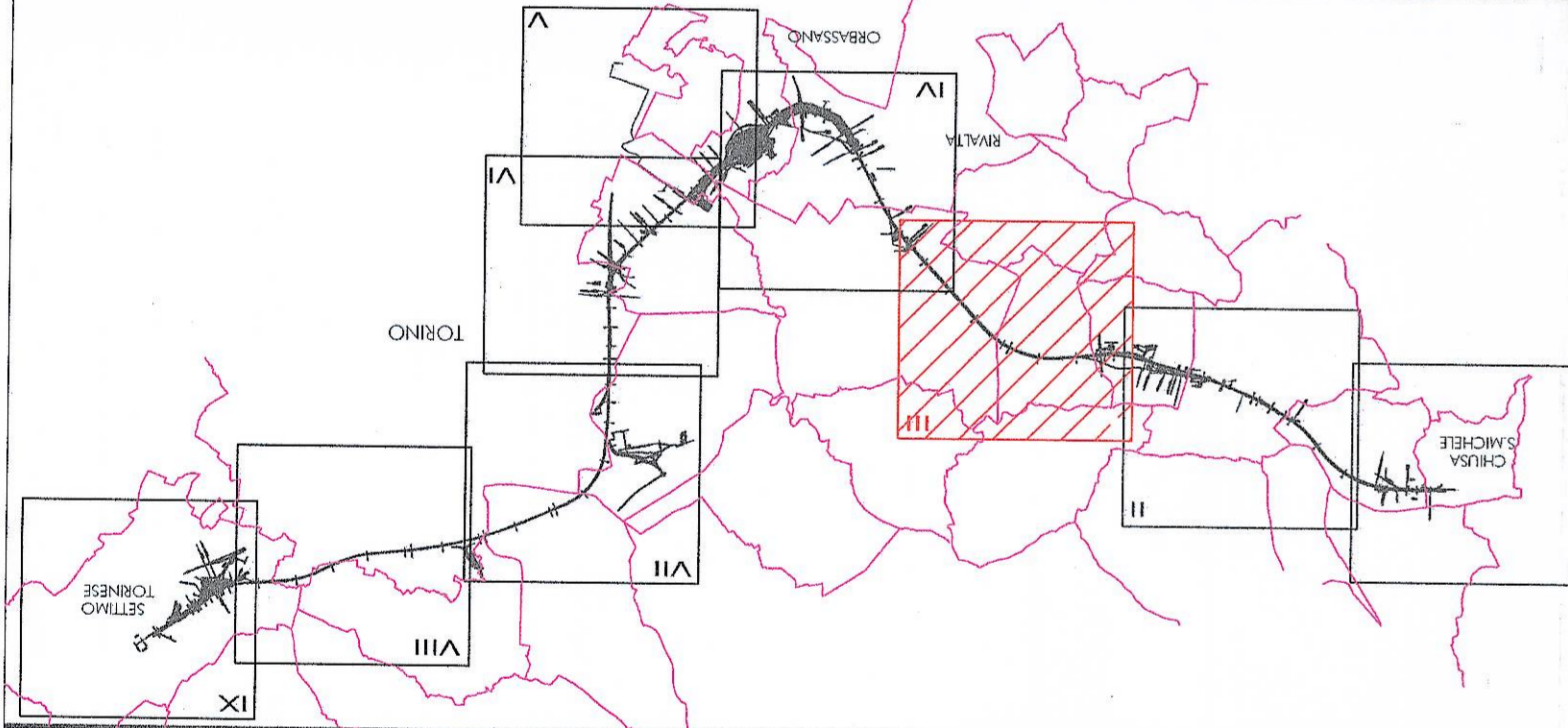 IX
VIII
SETTIMO
TORINESE
VII
II
CHIUSA
S.MICHELE
III
TORINO
VI
RIVALTA
IV
ORBASSANO
V